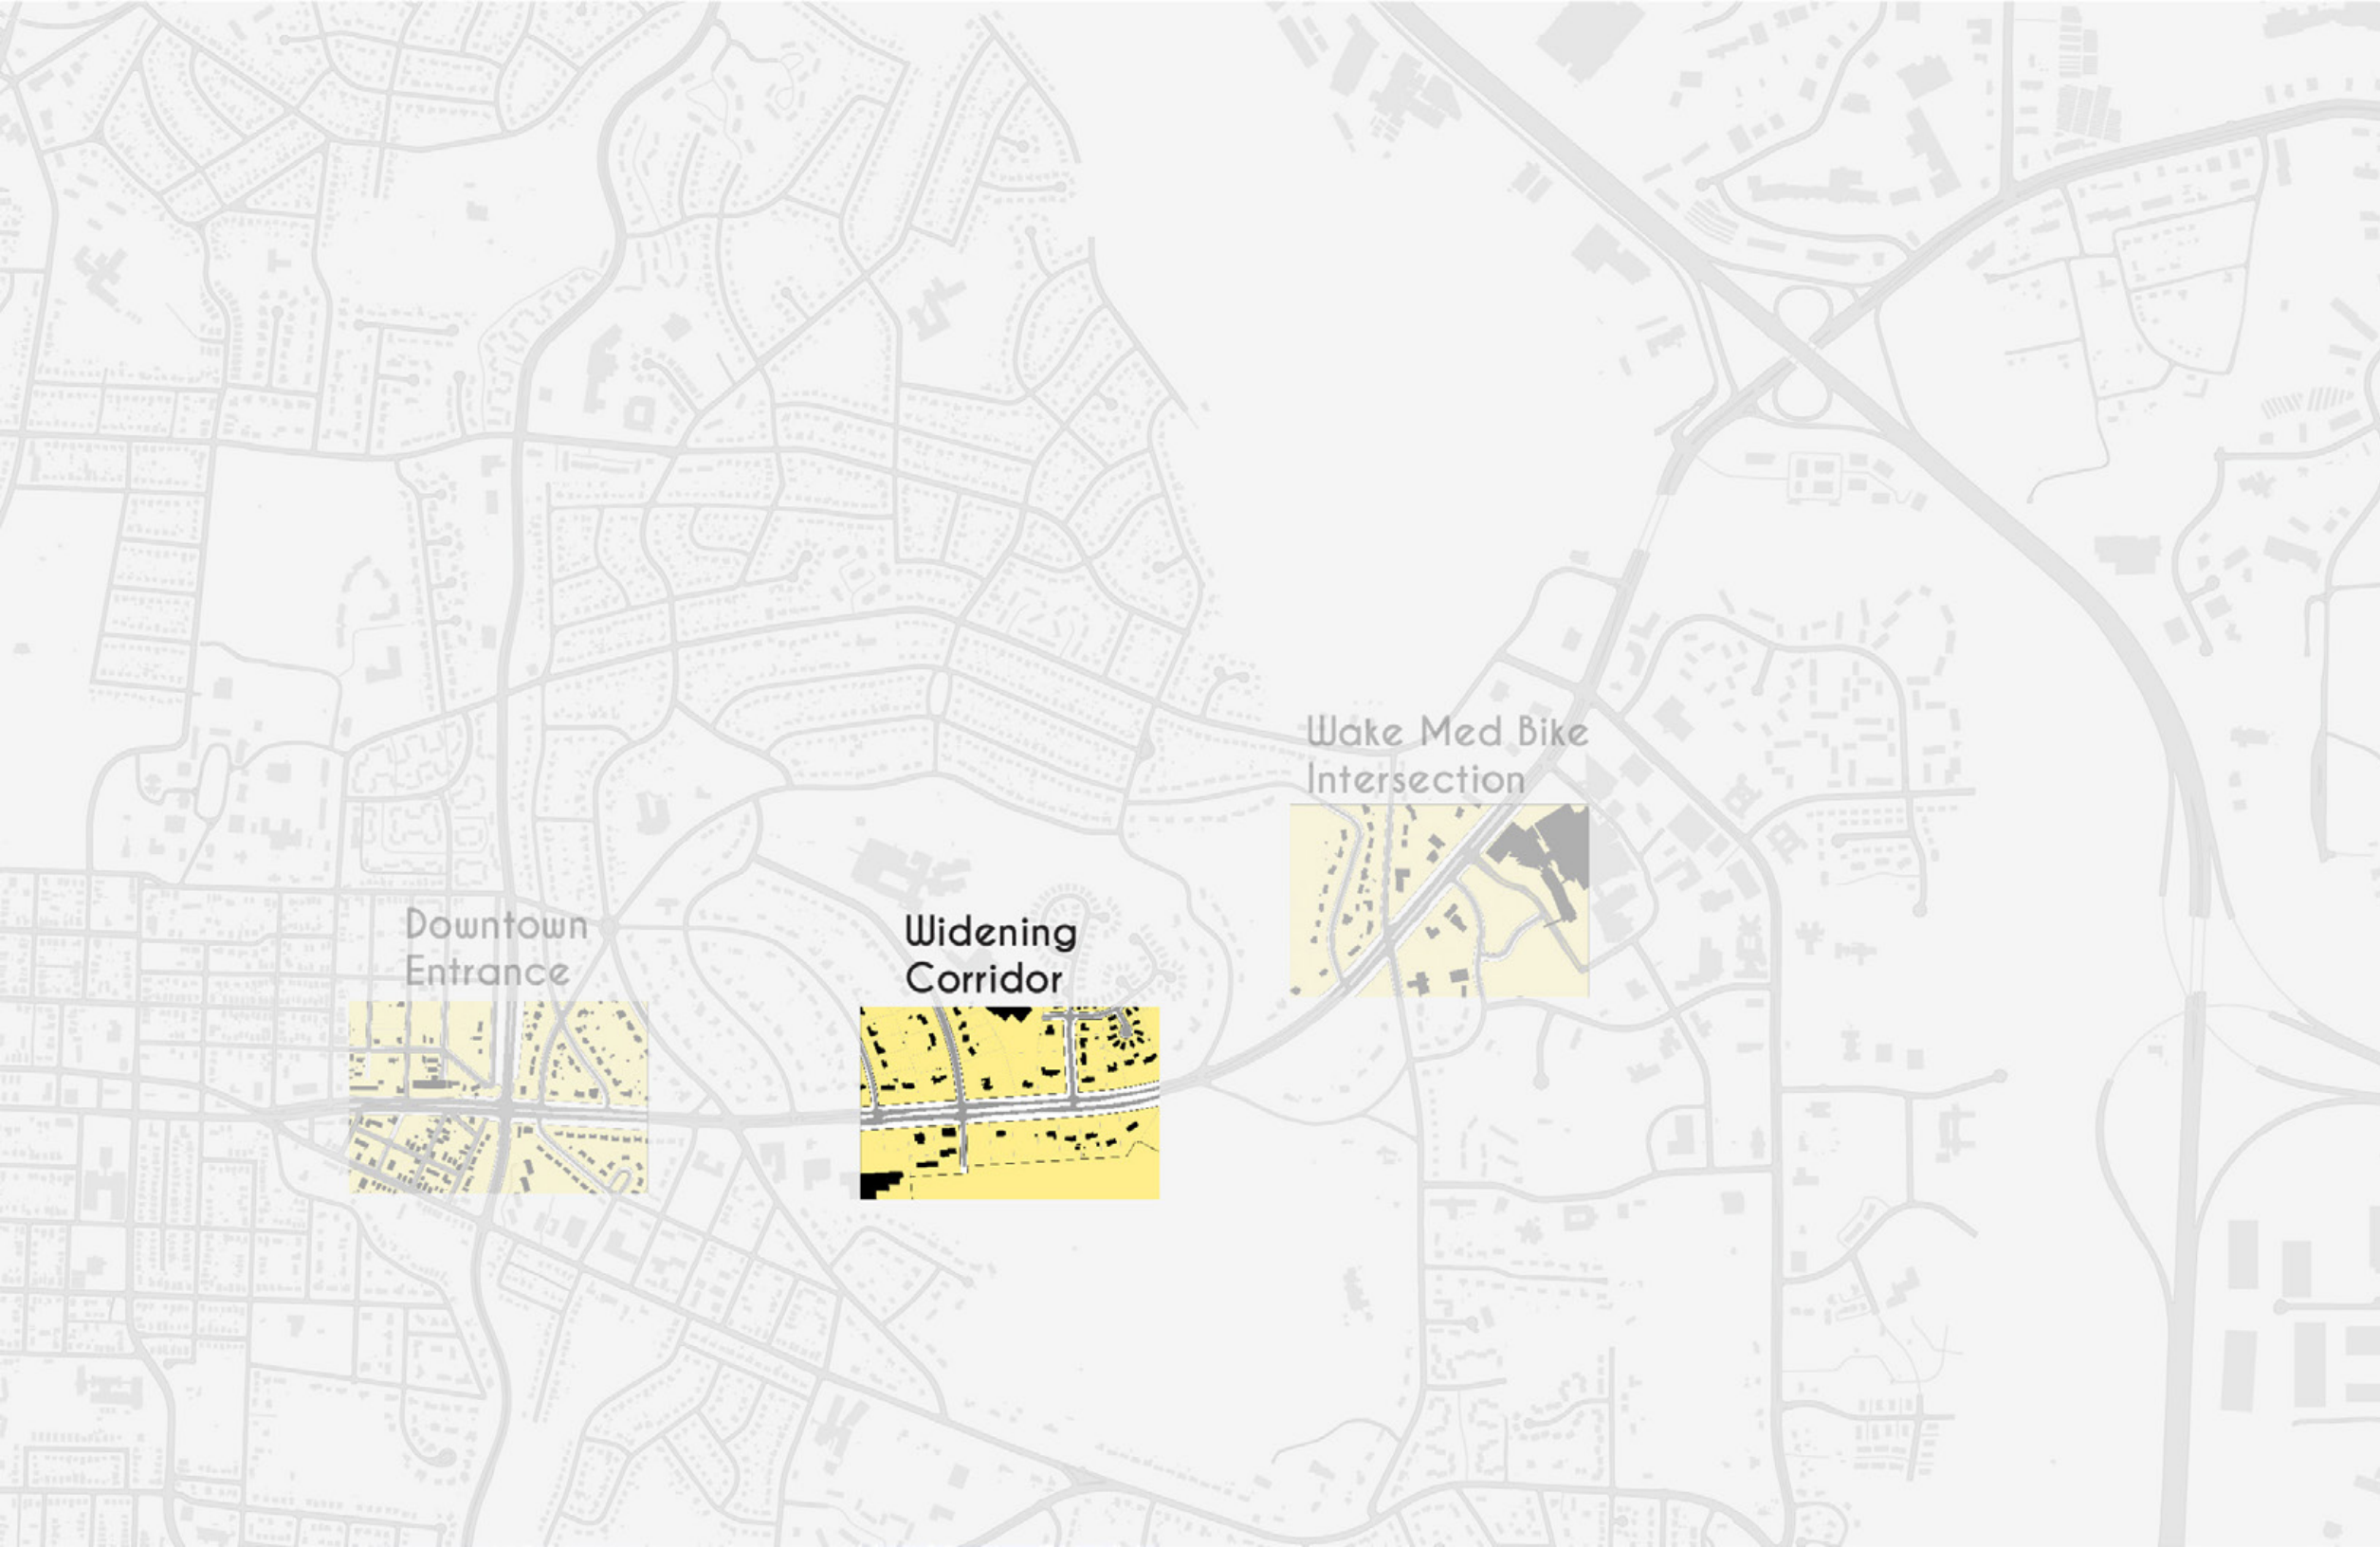 Wake Med Bike
Intersection
Downtown
Entrance
Widening
Corridor